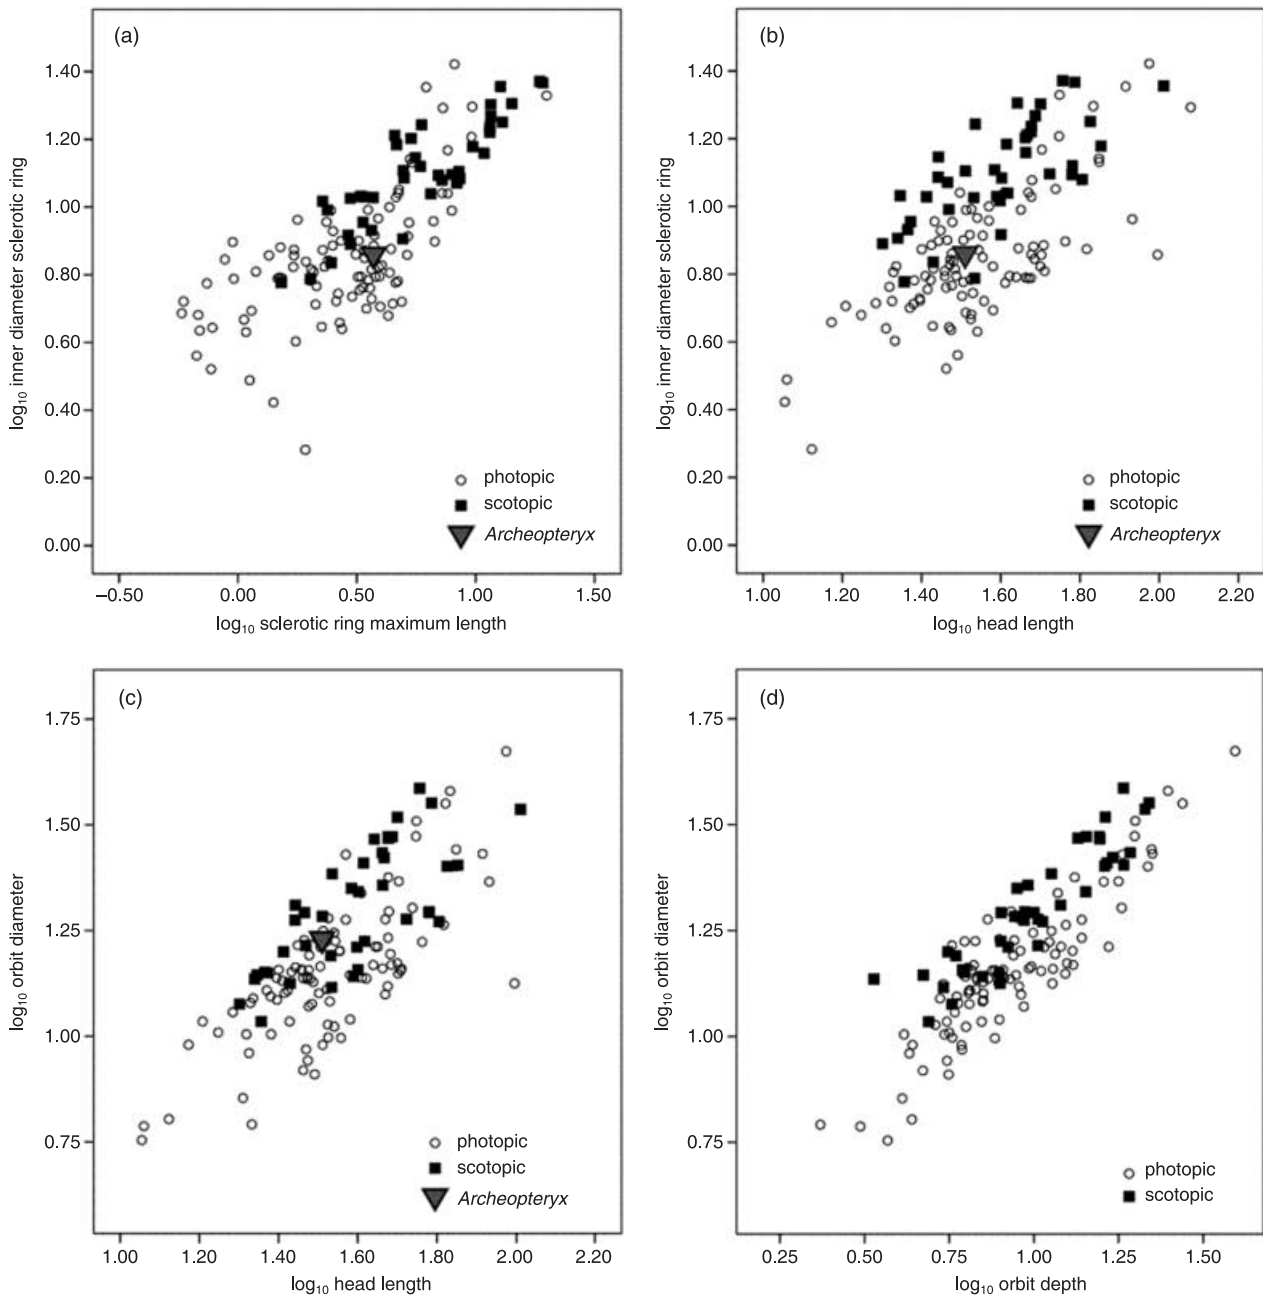 (a)
1.40
1.20
1.00
0.80
0.60
0.40
0.20
0.00
log10 inner diameter sclerotic ring
photopic
scotopic
Archeopteryx
−0.50 0.00 0.50 1.00 1.50
log10 sclerotic ring maximum length
(b)
1.40
1.20
1.00
0.80
0.60
0.40
0.20
0.00
log10 inner diameter sclerotic ring
photopic
scotopic
Archeopteryx
1.00 1.20 1.40 1.60 1.80 2.00 2.20
log10 head length
(c)
1.75
1.50
1.25
1.00
0.75
log10 orbit diameter
photopic
scotopic
Archeopteryx
1.00 1.20 1.40 1.60 1.80 2.00 2.20
log10 head length
(d)
1.75
1.50
1.25
1.00
0.75
log10 orbit diameter
photopic
scotopic
0.25 0.50 0.75 1.00 1.25 1.50
log10 orbit depth